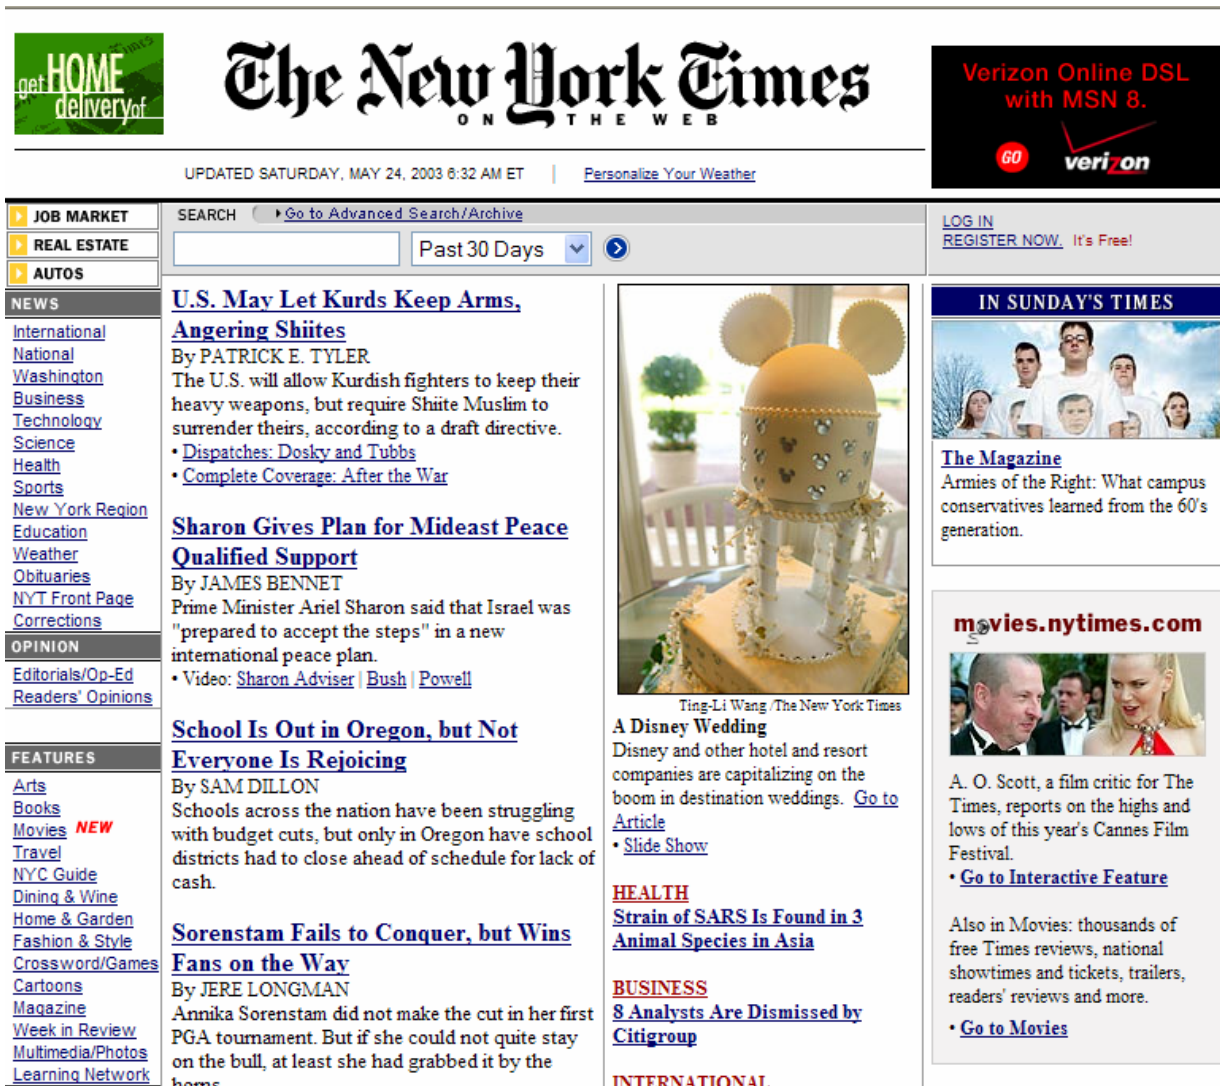 get HOME
delivery of
Times
The New York Times
ON THE WEB
Verizon Online DSL
with MSN 8.
GO
verizon
UPDATED SATURDAY, MAY 24, 2003 6:32 AM ET
Personalize Your Weather
JOB MARKET
REAL ESTATE
AUTOS
SEARCH
Go to Advanced Search/Archive
Past 30 Days
LOG IN
REGISTER NOW. It's Free!
NEWS
International
National
Washington
Business
Technology
Science
Health
Sports
New York Region
Education
Weather
Obituaries
NYT Front Page
Corrections
OPINION
Editorials/Op-Ed
Readers' Opinions
FEATURES
Arts
Books
Movies NEW
Travel
NYC Guide
Dining & Wine
Home & Garden
Fashion & Style
Crossword/Games
Cartoons
Magazine
Week in Review
Multimedia/Photos
Learning Network
U.S. May Let Kurds Keep Arms,
Angering Shiites
By PATRICK E. TYLER
The U.S. will allow Kurdish fighters to keep their
heavy weapons, but require Shiite Muslim to
surrender theirs, according to a draft directive.
• Dispatches: Dosky and Tubbs
• Complete Coverage: After the War
Sharon Gives Plan for Mideast Peace
Qualified Support
By JAMES BENNET
Prime Minister Ariel Sharon said that Israel was
"prepared to accept the steps" in a new
international peace plan.
• Video: Sharon Adviser | Bush | Powell
School Is Out in Oregon, but Not
Everyone Is Rejoicing
By SAM DILLON
Schools across the nation have been struggling
with budget cuts, but only in Oregon have school
districts had to close ahead of schedule for lack of
cash.
Sorenstam Fails to Conquer, but Wins
Fans on the Way
By JERE LONGMAN
Annika Sorenstam did not make the cut in her first
PGA tournament. But if she could not quite stay
on the bull, at least she had grabbed it by the
horns.
Ting-Li Wang /The New York Times
A Disney Wedding
Disney and other hotel and resort
companies are capitalizing on the
boom in destination weddings. Go to
Article
• Slide Show
HEALTH
Strain of SARS Is Found in 3
Animal Species in Asia
BUSINESS
8 Analysts Are Dismissed by
Citigroup
INTERNATIONAL
IN SUNDAY'S TIMES
The Magazine
Armies of the Right: What campus
conservatives learned from the 60's
generation.
movies.nytimes.com
A. O. Scott, a film critic for The
Times, reports on the highs and
lows of this year's Cannes Film
Festival.
• Go to Interactive Feature
Also in Movies: thousands of
free Times reviews, national
showtimes and tickets, trailers,
readers' reviews and more.
• Go to Movies